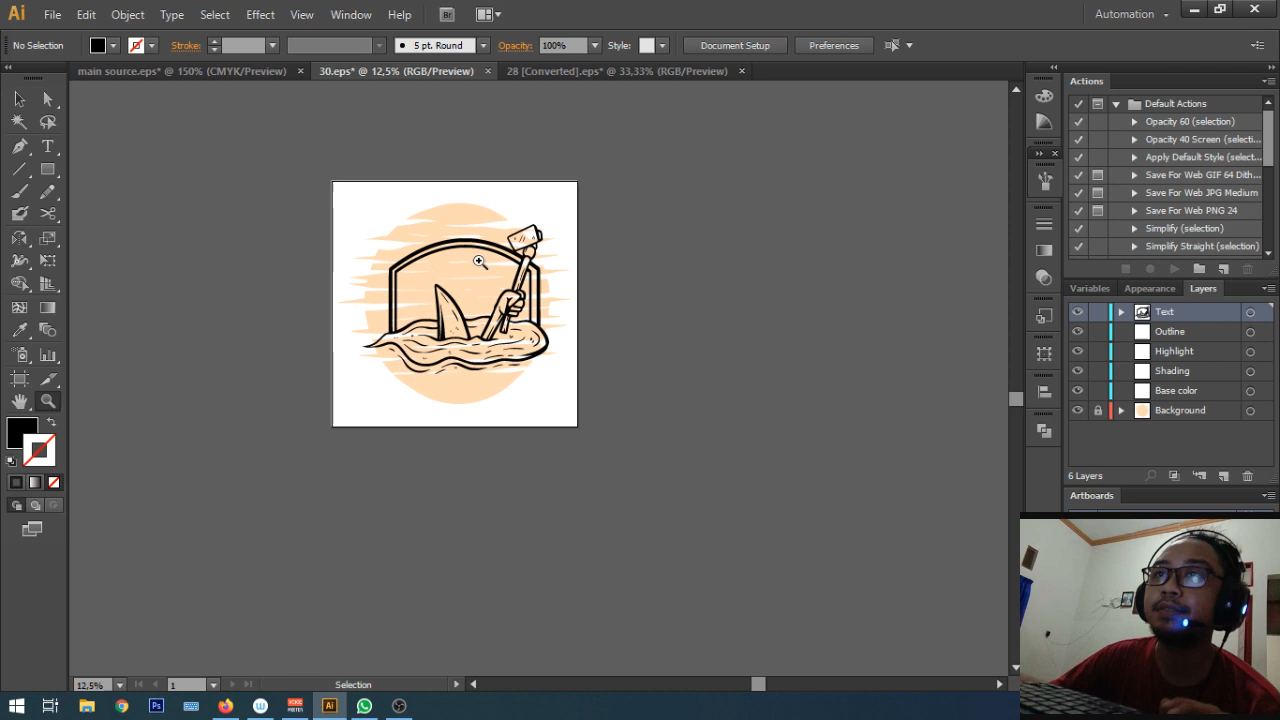 Ai File Edit Object Type Select Effect View Window Help Br Automation
No Selection Stroke: 5 pt. Round Opacity: 100% Style: Document Setup Preferences
main source.eps* @ 150% (CMYK/Preview) 30.eps* @ 12,5% (RGB/Preview) 28 [Converted].eps* @ 33,33% (RGB/Preview)
Actions
Default Actions
Opacity 60 (selection)
Opacity 40 Screen (selecti...
Apply Default Style (select...
Save For Web GIF 64 Dith...
Save For Web JPG Medium
Save For Web PNG 24
Simplify (selection)
Simplify Straight (selection)
Variables Appearance Layers
Text
Outline
Highlight
Shading
Base color
Background
6 Layers
Artboards
12,5% 1 Selection
Ps Ai